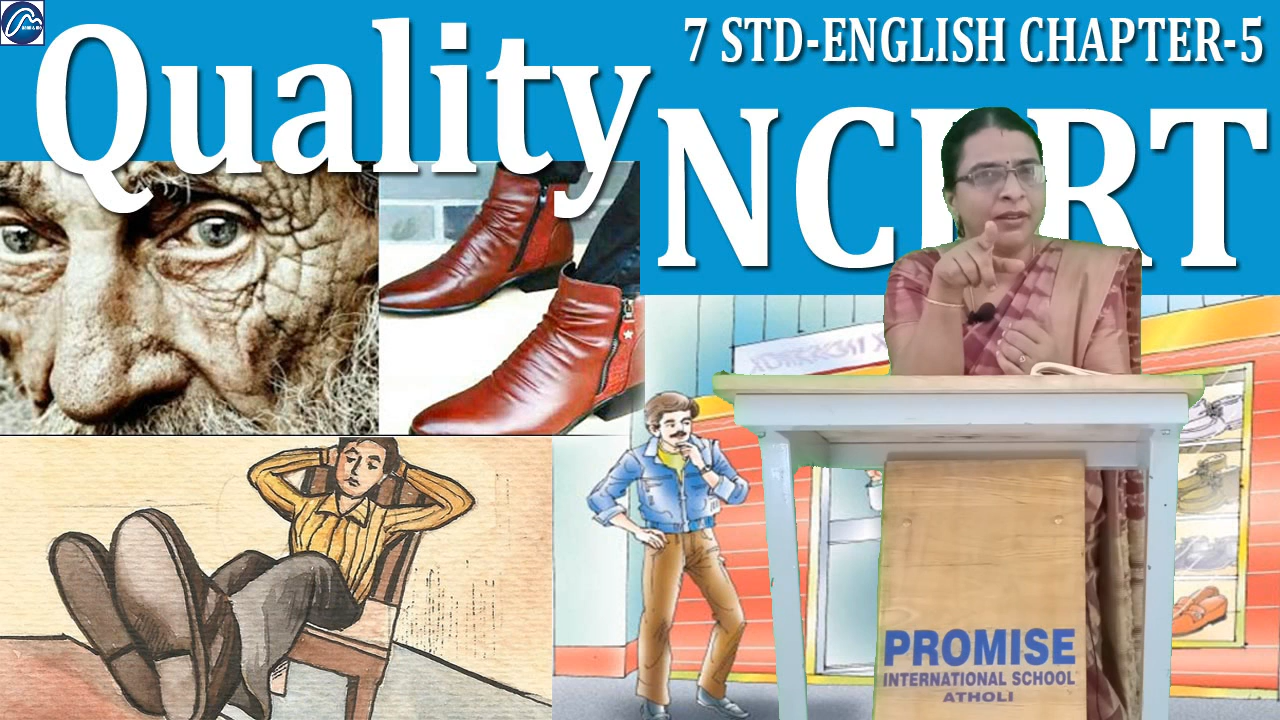 Quality
7 STD-ENGLISH CHAPTER-5
NCERT
PROMISE
INTERNATIONAL SCHOOL
ATHOLI